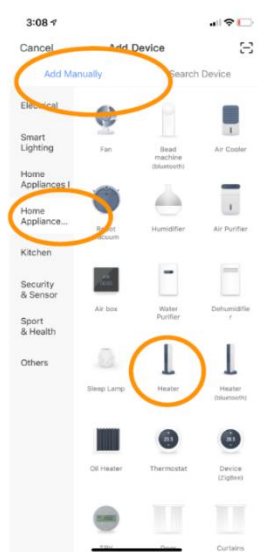 3:08
Cancel Add Device
Add Manually Search Device
Electrical
Smart
Lighting
Home
Appliances I
Home
Appliance...
Kitchen
Security
& Sensor
Sport
& Health
Others
Fan
Bead
machine
(bluetooth)
Air Cooler
Robot
Vacuum
Humidifier
Air Purifier
Air box
Water
Purifier
Dehumidifie
r
Sleep Lamp
Heater
Heater
(bluetooth)
Oil Heater
Thermostat
Device
(ZigBee)
Curtains